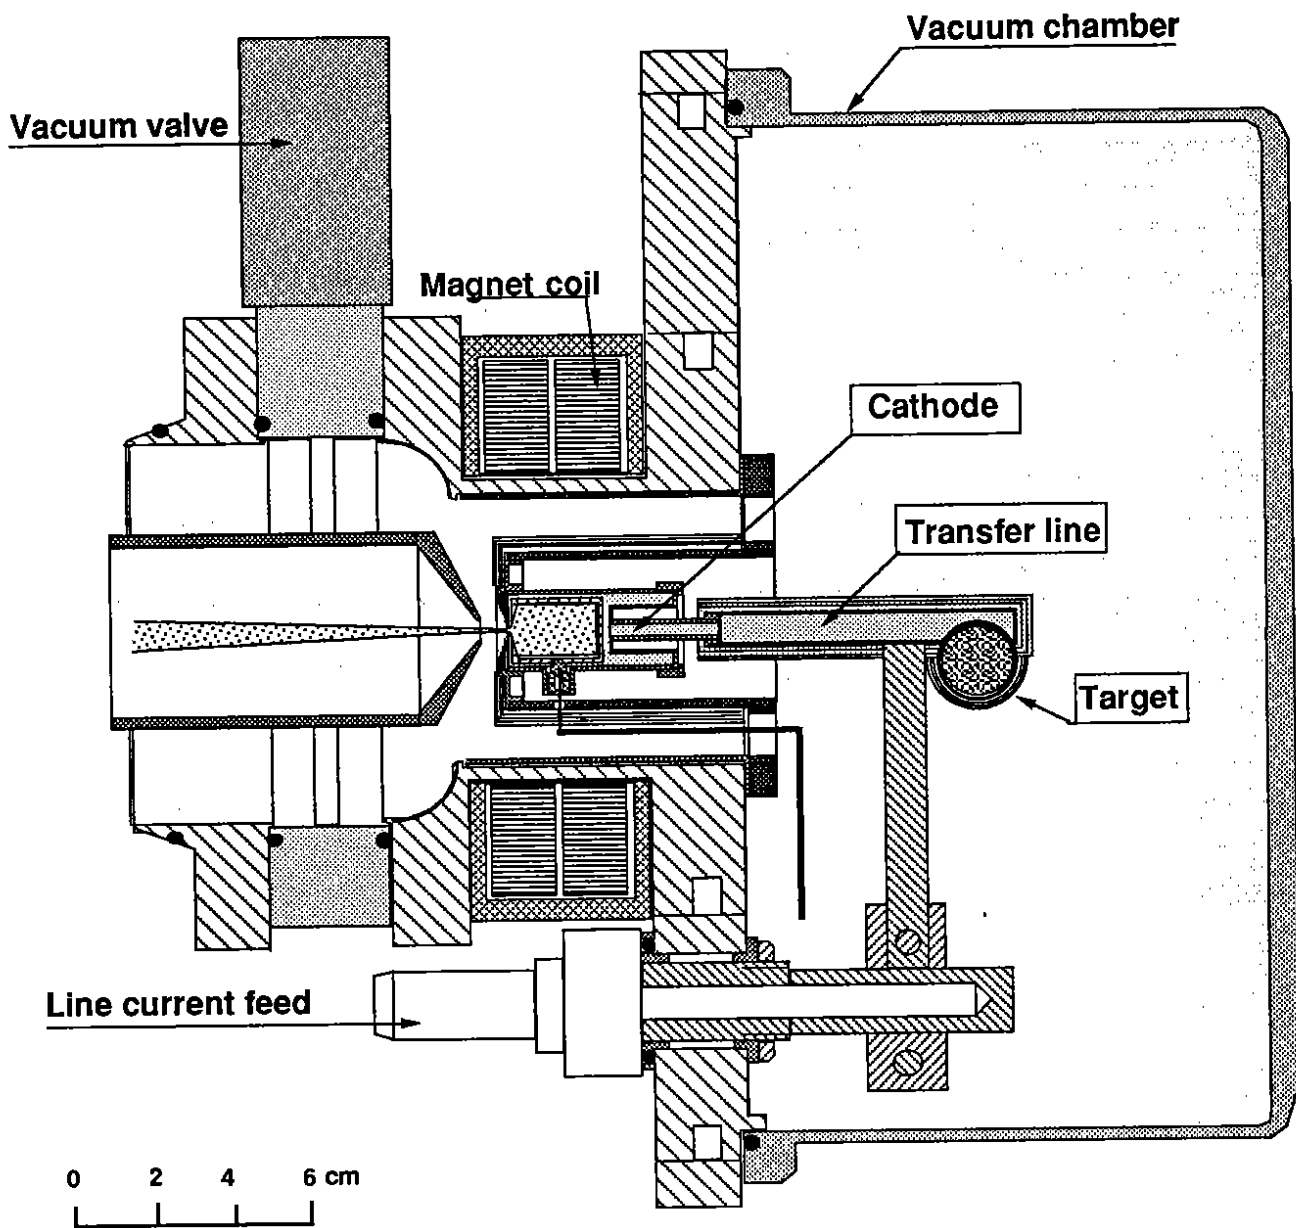 Vacuum chamber
Vacuum valve
Magnet coil
Cathode
Transfer line
Target
Line current feed
0 2 4 6 cm